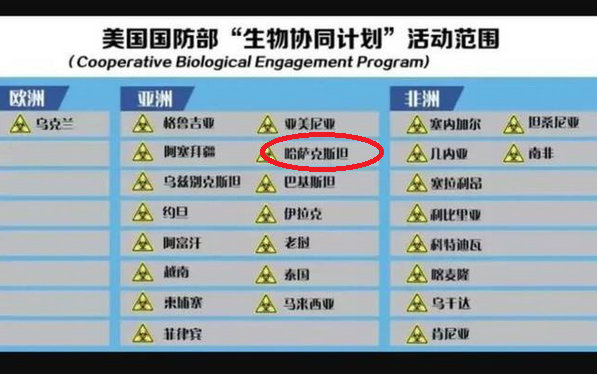 美国国防部“生物协同计划”活动范围
(Cooperative Biological Engagement Program)
欧洲 亚洲 非洲
乌克兰 格鲁吉亚 亚美尼亚 塞内加尔 坦桑尼亚
阿塞拜疆 哈萨克斯坦 几内亚 南非
乌兹别克斯坦 巴基斯坦 塞拉利昂
约旦 伊拉克 利比里亚
阿富汗 老挝 科特迪瓦
越南 泰国 喀麦隆
柬埔寨 马来西亚 乌干达
菲律宾 肯尼亚